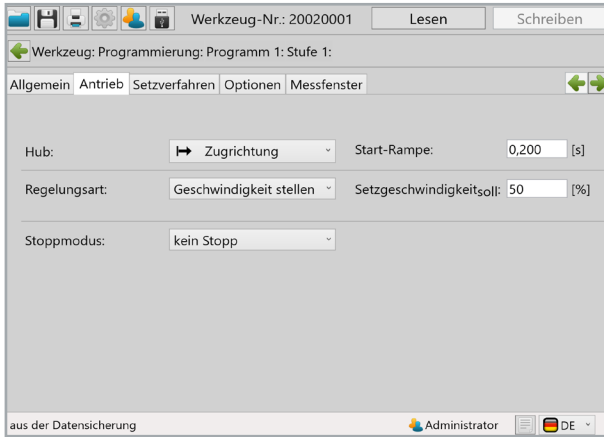 Werkzeug-Nr.: 20020001 Lesen Schreiben
Werkzeug: Programmierung: Programm 1: Stufe 1:
Allgemein Antrieb Setzverfahren Optionen Messfenster
Hub: Zugrichtung Start-Rampe: 0,200 [s]
Regelungsart: Geschwindigkeit stellen Setzgeschwindigkeitsoll: 50 [%]
Stoppmodus: kein Stopp
aus der Datensicherung Administrator DE